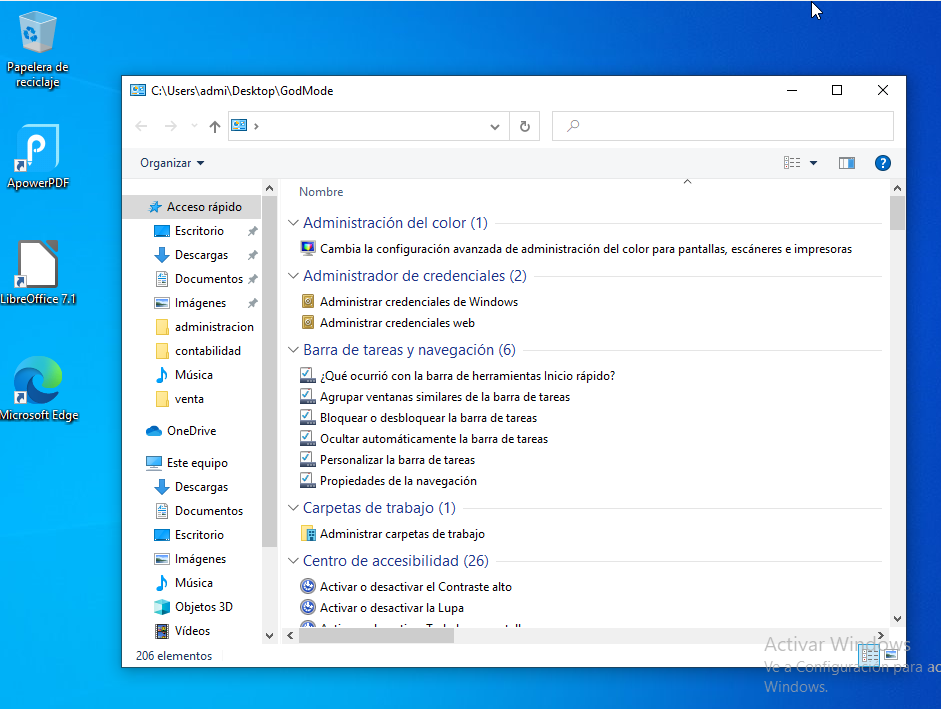 Papelera de
reciclaje
ApowerPDF
LibreOffice 7.1
Microsoft Edge
C:\Users\admi\Desktop\GodMode
Organizar
Acceso rápido
Escritorio
Descargas
Documentos
Imágenes
administracion
contabilidad
Música
venta
OneDrive
Este equipo
Descargas
Documentos
Escritorio
Imágenes
Música
Objetos 3D
Vídeos
Nombre
Administración del color (1)
Cambia la configuración avanzada de administración del color para pantallas, escáneres e impresoras
Administrador de credenciales (2)
Administrar credenciales de Windows
Administrar credenciales web
Barra de tareas y navegación (6)
¿Qué ocurrió con la barra de herramientas Inicio rápido?
Agrupar ventanas similares de la barra de tareas
Bloquear o desbloquear la barra de tareas
Ocultar automáticamente la barra de tareas
Personalizar la barra de tareas
Propiedades de la navegación
Carpetas de trabajo (1)
Administrar carpetas de trabajo
Centro de accesibilidad (26)
Activar o desactivar el Contraste alto
Activar o desactivar la Lupa
206 elementos
Activar Windows
Ve a Configuración para ac
Windows.